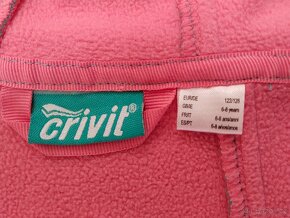 crivit®
EUR/DE 122/128
GB/IE 6-8 years
FR/IT 6-8 ans/anni
ES/PT 6-8 años/anos